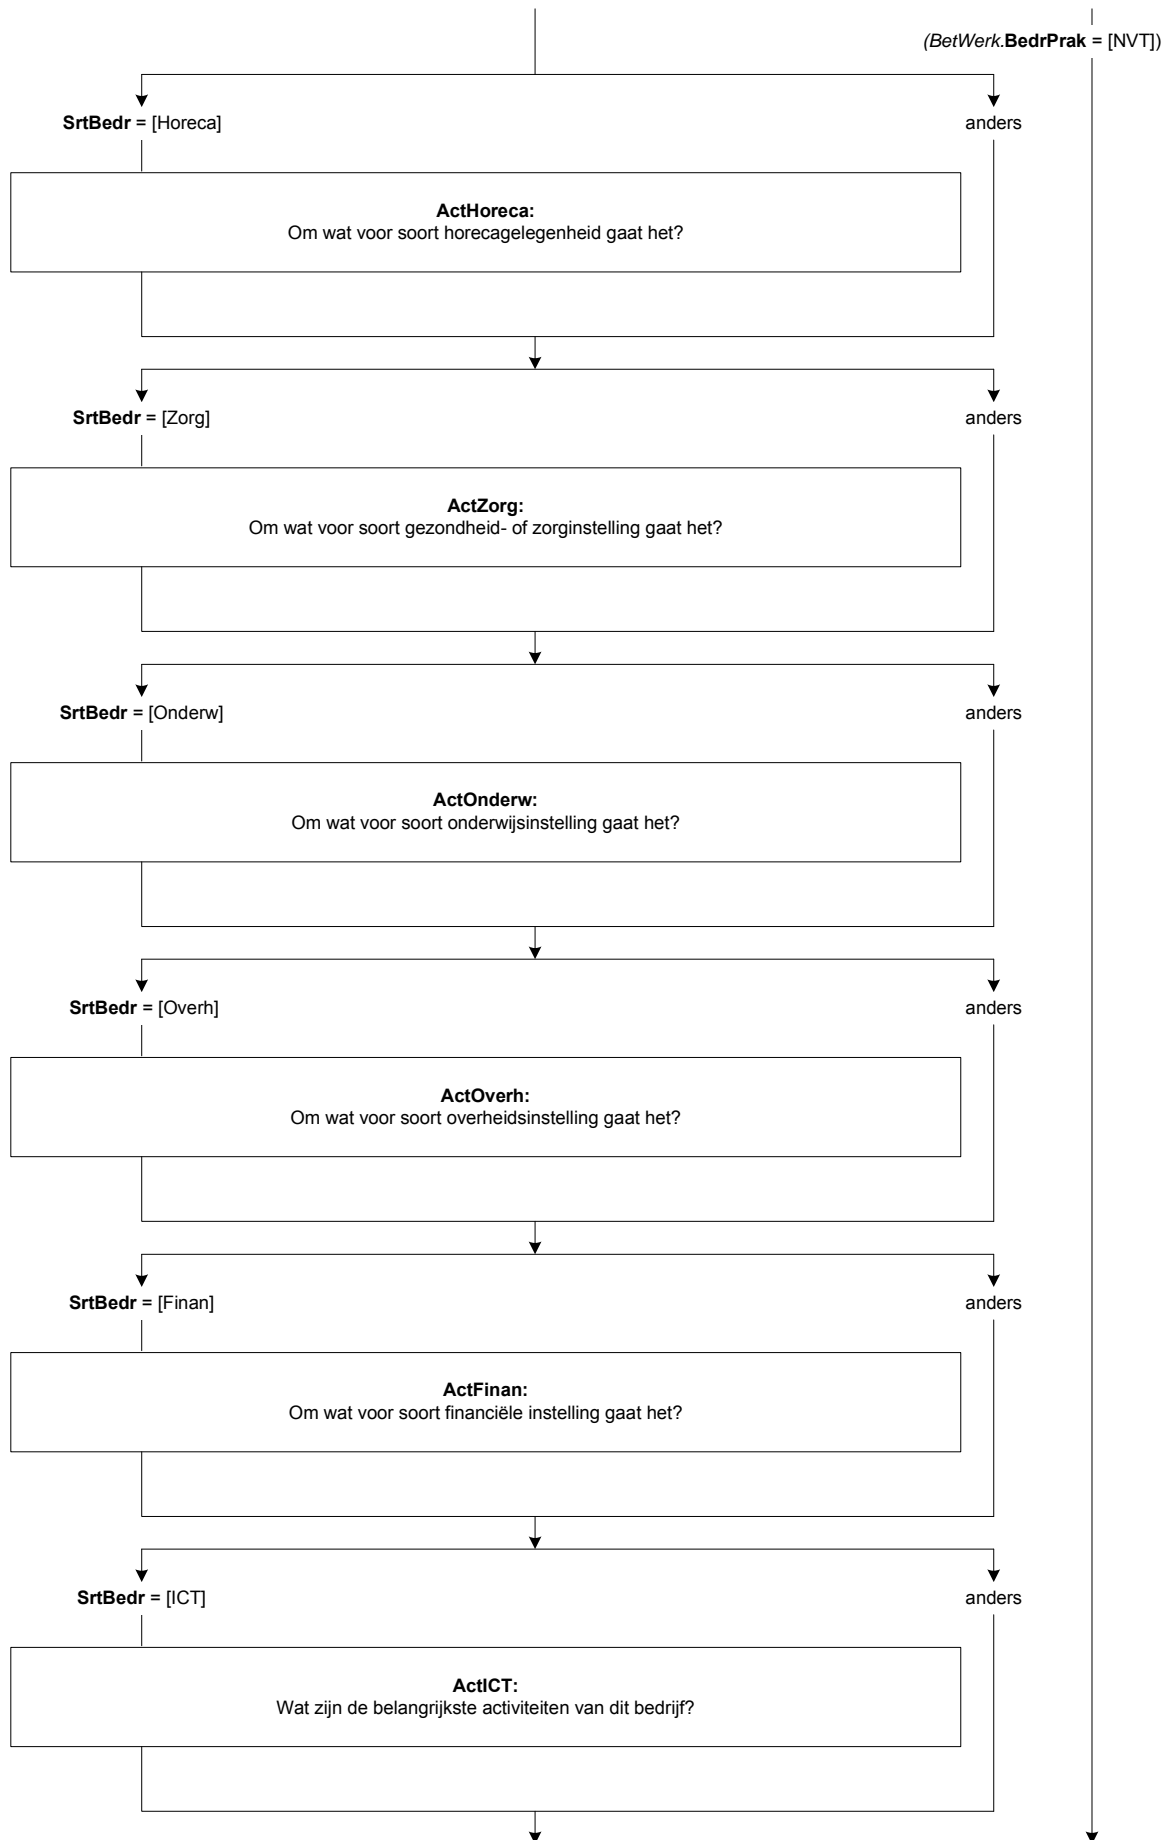 (BetWerk.BedrPrak = [NVT])
SrtBedr = [Horeca]
anders
ActHoreca:
Om wat voor soort horecagelegenheid gaat het?
SrtBedr = [Zorg]
anders
ActZorg:
Om wat voor soort gezondheid- of zorginstelling gaat het?
SrtBedr = [Onderw]
anders
ActOnderw:
Om wat voor soort onderwijsinstelling gaat het?
SrtBedr = [Overh]
anders
ActOverh:
Om wat voor soort overheidsinstelling gaat het?
SrtBedr = [Finan]
anders
ActFinan:
Om wat voor soort financiële instelling gaat het?
SrtBedr = [ICT]
anders
ActICT:
Wat zijn de belangrijkste activiteiten van dit bedrijf?